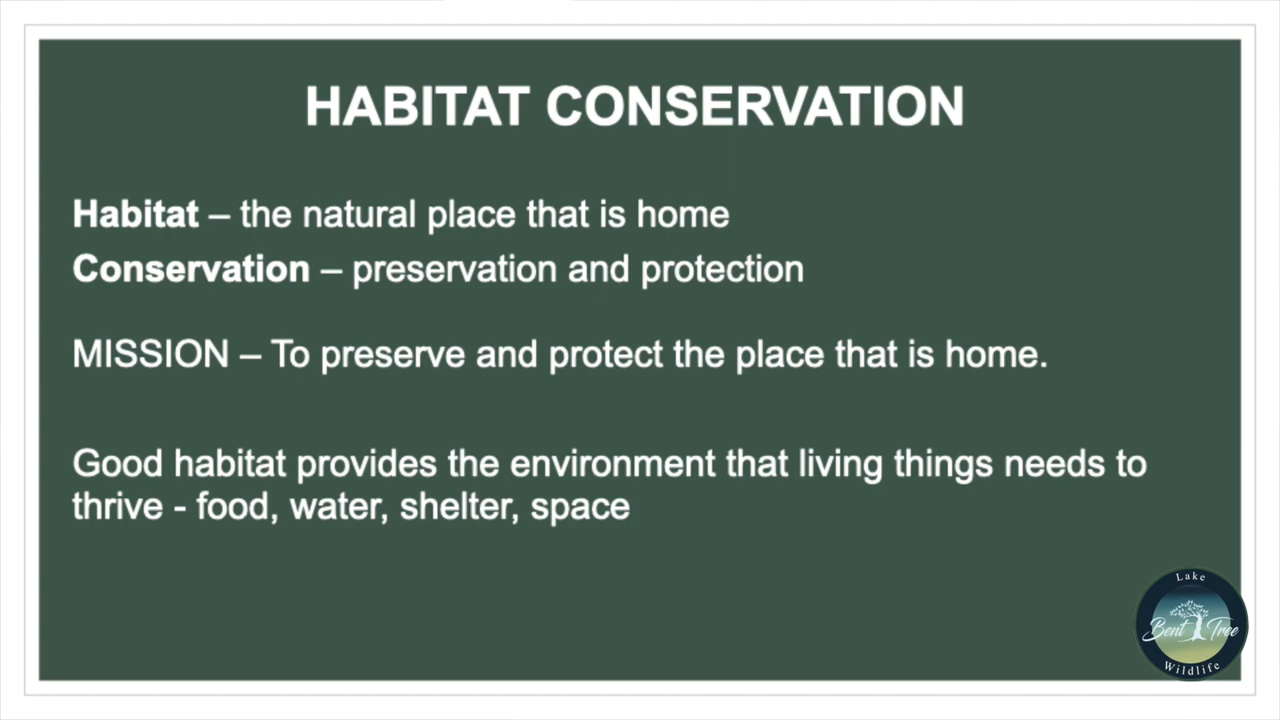 HABITAT CONSERVATION
Habitat – the natural place that is home
Conservation – preservation and protection
MISSION – To preserve and protect the place that is home.
Good habitat provides the environment that living things needs to
thrive - food, water, shelter, space
Lake
Bent Tree
Wildlife